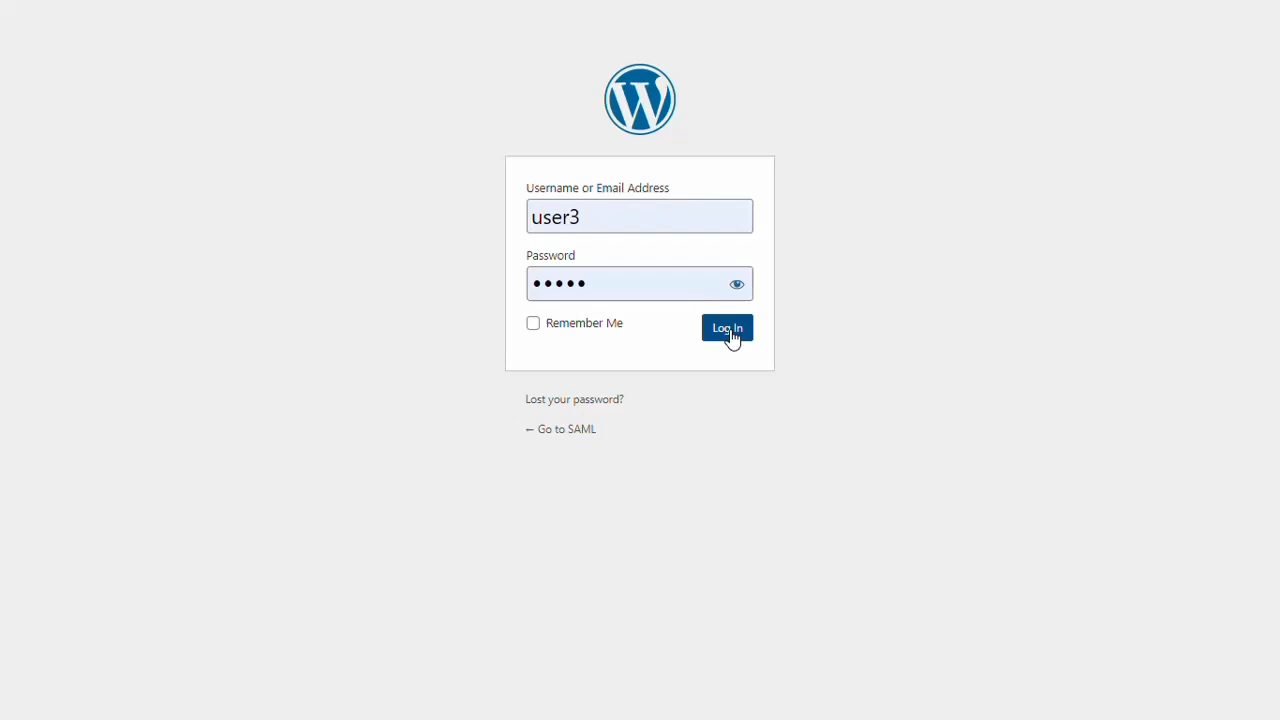 Username or Email Address
user3
Password
Remember Me
Log In
Lost your password?
← Go to SAML